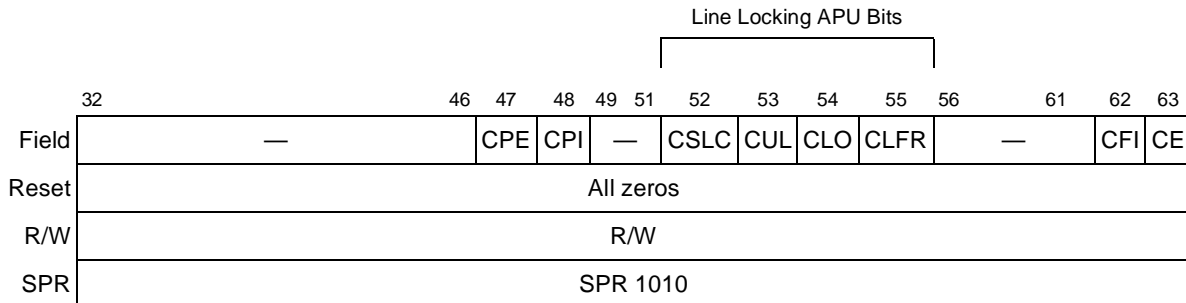 Line Locking APU Bits
32 46 47 48 49 51 52 53 54 55 56 61 62 63
Field — CPE CPI — CSLC CUL CLO CLFR — CFI CE
Reset All zeros
R/W R/W
SPR SPR 1010